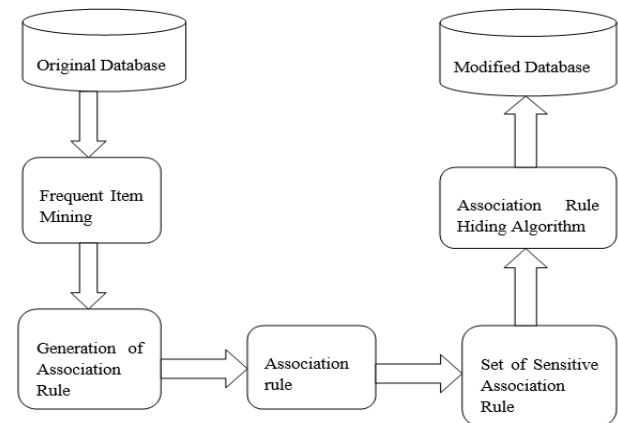 Original Database
Frequent Item
Mining
Generation of
Association
Rule
Association
rule
Set of Sensitive
Association
Rule
Association Rule
Hiding Algorithm
Modified Database